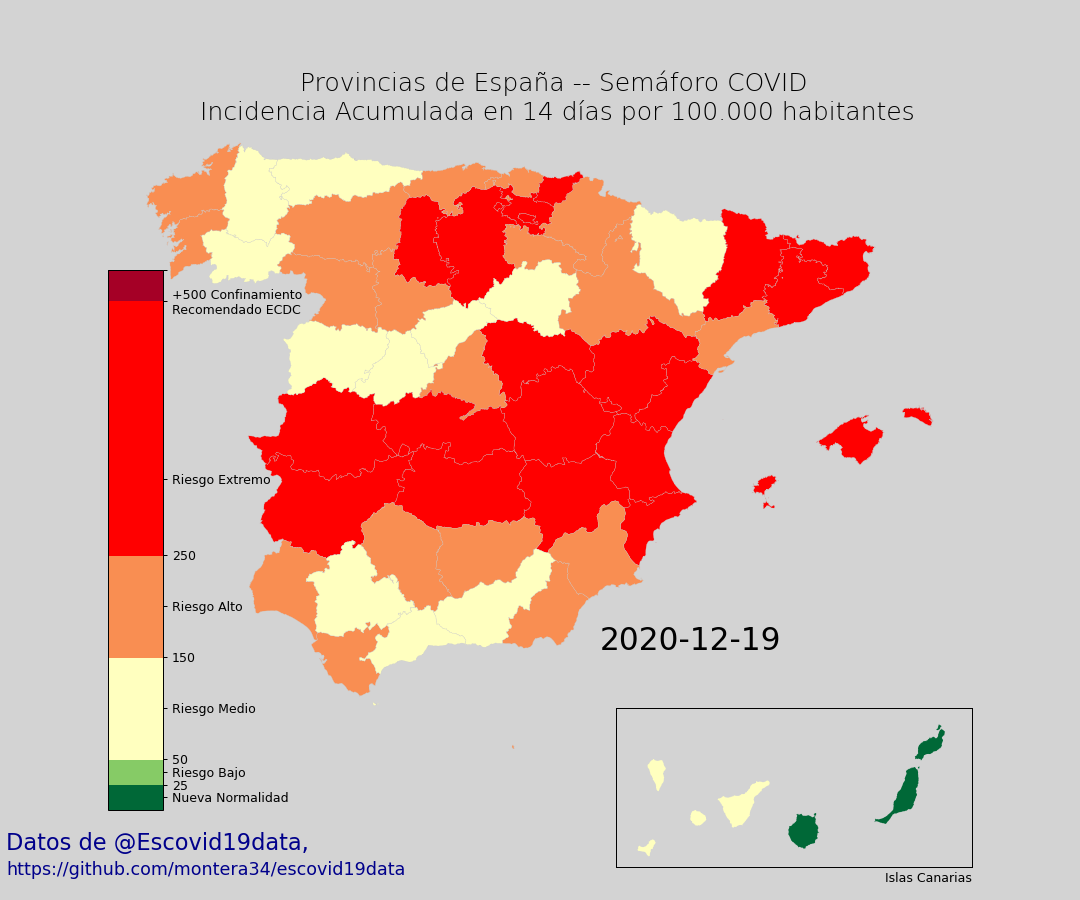 Provincias de España -- Semáforo COVID
Incidencia Acumulada en 14 días por 100.000 habitantes
+500 Confinamiento
Recomendado ECDC
Riesgo Extremo
250
Riesgo Alto
150
Riesgo Medio
50
Riesgo Bajo
25
Nueva Normalidad
2020-12-19
Islas Canarias
Datos de @Escovid19data,
https://github.com/montera34/escovid19data